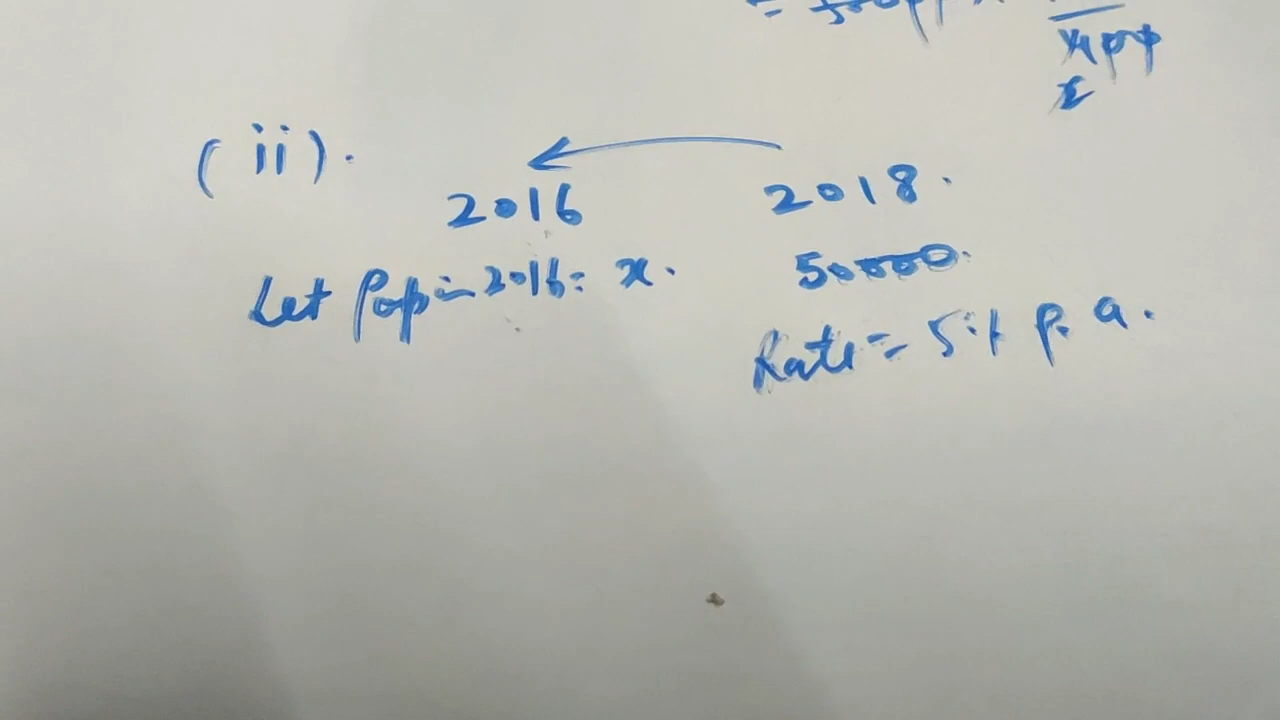 (ii).
2016 2018.
Let Pop in 2016 = x. 50000.
Rate = 5% p.a.